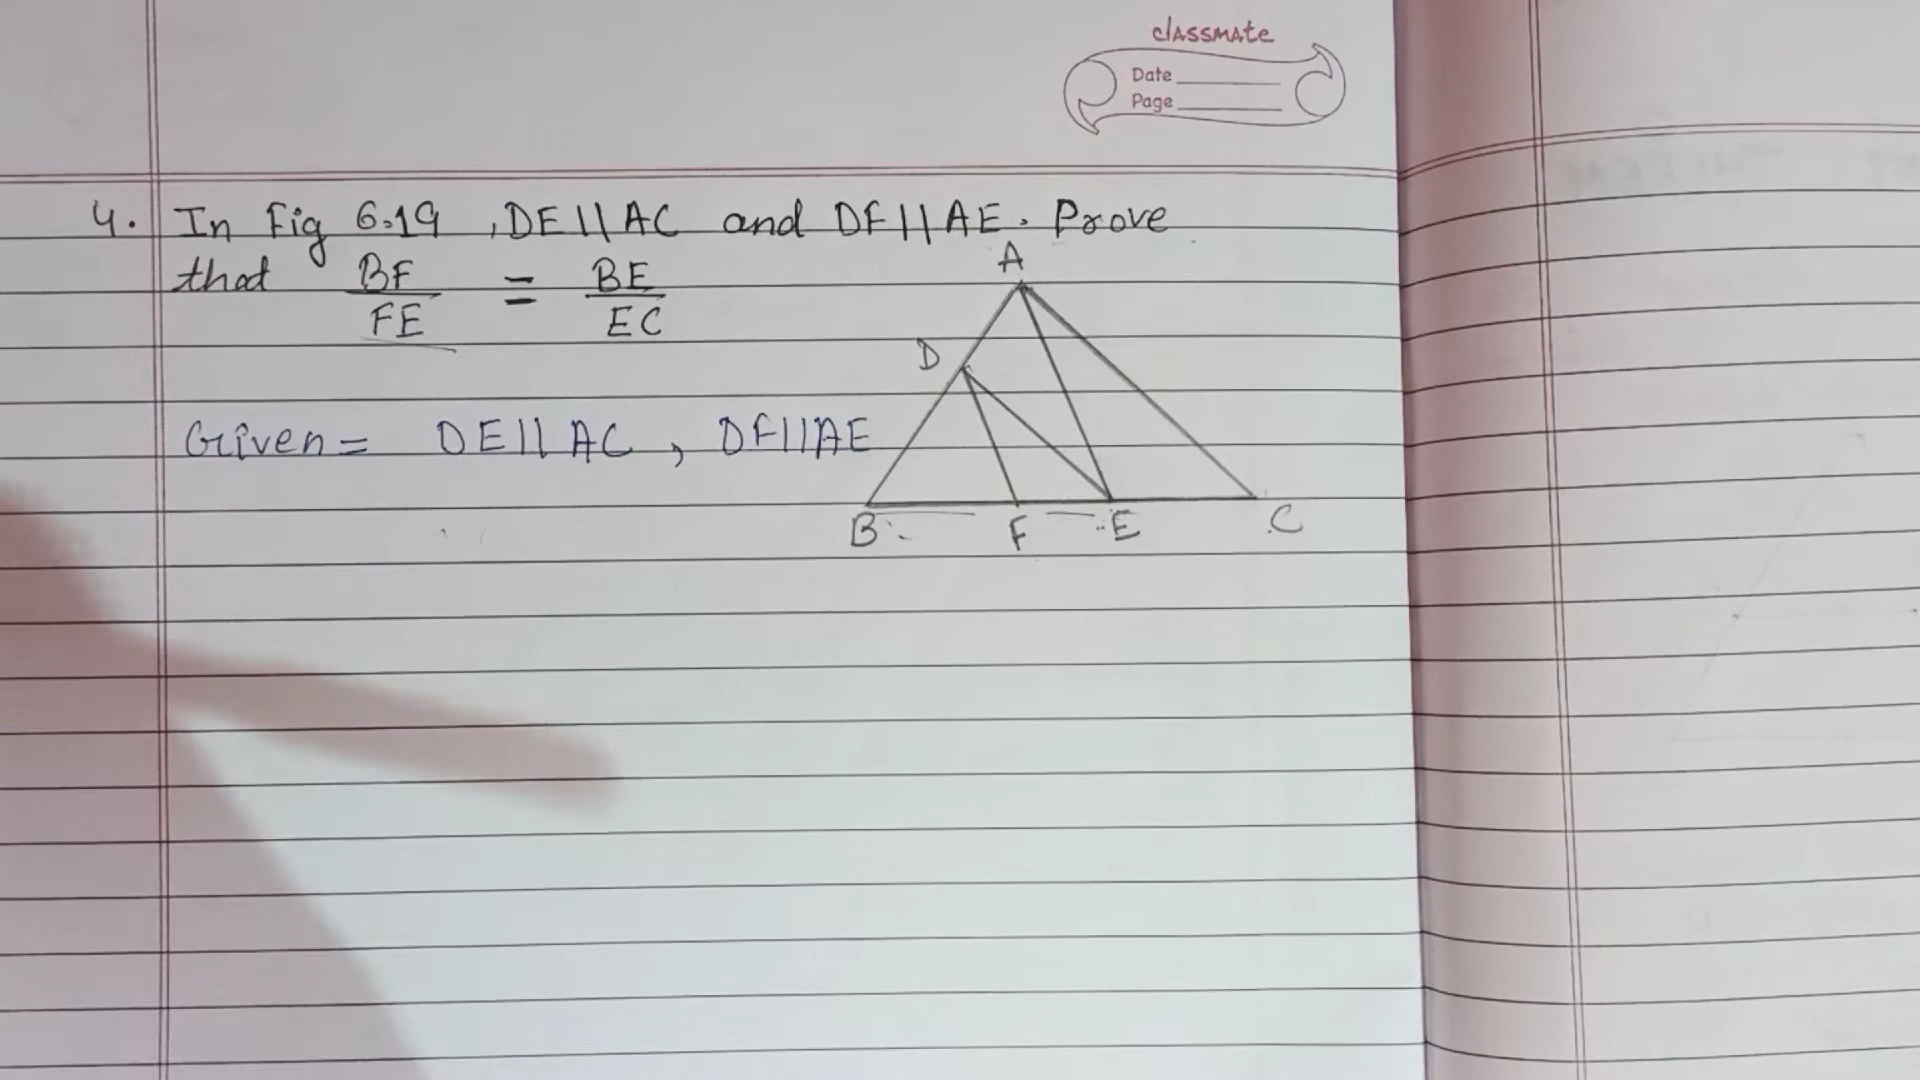 classmate
Date
Page
4. In Fig 6.19, DE||AC and DF||AE. Prove
that BF/FE = BE/EC
A
D
Given = DE||AC, DF||AE
B F E C